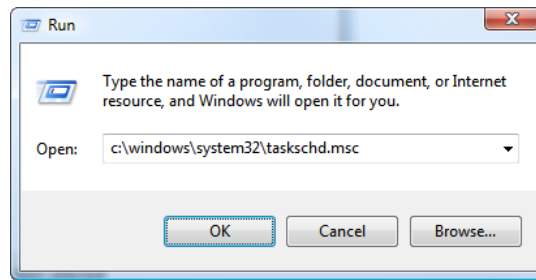 Run
Type the name of a program, folder, document, or Internet
resource, and Windows will open it for you.
Open: c:\windows\system32\taskschd.msc
OK Cancel Browse...